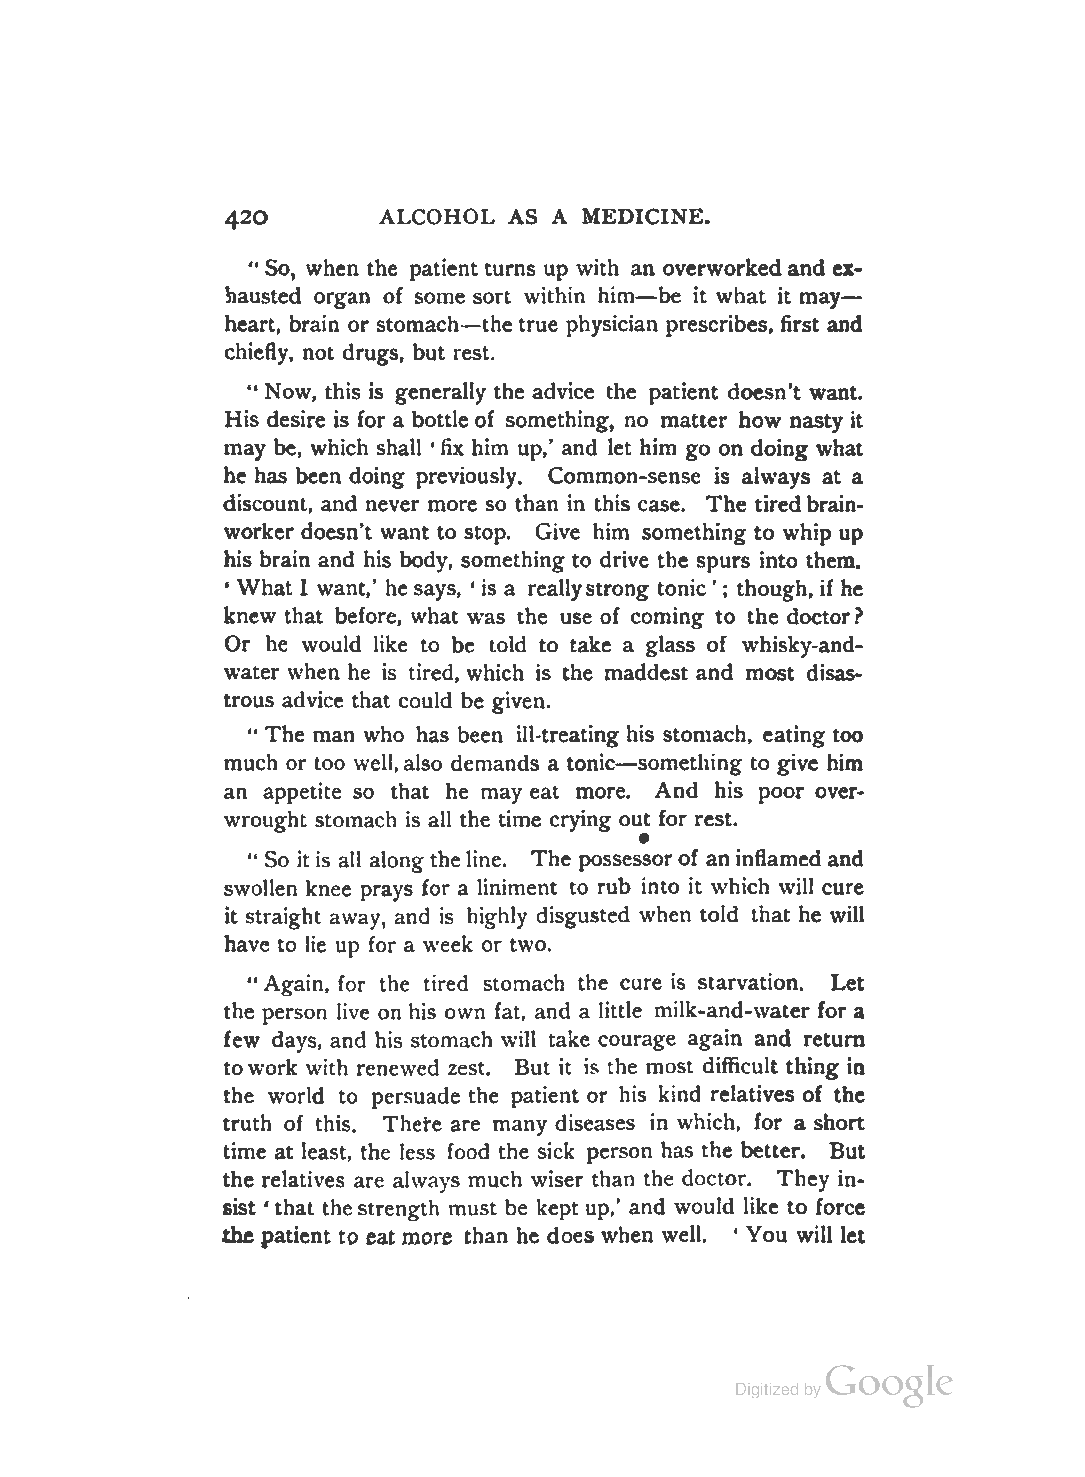 420 ALCOHOL AS A MEDICINE.
“ So, when the patient turns up with an overworked and ex-
hausted organ of some sort within him—be it what it may—
heart, brain or stomach—the true physician prescribes, first and
chiefly, not drugs, but rest.
“ Now, this is generally the advice the patient doesn't want.
His desire is for a bottle of something, no matter how nasty it
may be, which shall ‘ fix him up,’ and let him go on doing what
he has been doing previously. Common-sense is always at a
discount, and never more so than in this case. The tired brain-
worker doesn’t want to stop. Give him something to whip up
his brain and his body, something to drive the spurs into them.
‘ What I want,’ he says, ‘ is a really strong tonic ’ ; though, if he
knew that before, what was the use of coming to the doctor?
Or he would like to be told to take a glass of whisky-and-
water when he is tired, which is the maddest and most disas-
trous advice that could be given.
“ The man who has been ill-treating his stomach, eating too
much or too well, also demands a tonic—something to give him
an appetite so that he may eat more. And his poor over-
wrought stomach is all the time crying out for rest.
“ So it is all along the line. The possessor of an inflamed and
swollen knee prays for a liniment to rub into it which will cure
it straight away, and is highly disgusted when told that he will
have to lie up for a week or two.
“ Again, for the tired stomach the cure is starvation. Let
the person live on his own fat, and a little milk-and-water for a
few days, and his stomach will take courage again and return
to work with renewed zest. But it is the most difficult thing in
the world to persuade the patient or his kind relatives of the
truth of this. There are many diseases in which, for a short
time at least, the less food the sick person has the better. But
the relatives are always much wiser than the doctor. They in-
sist ‘ that the strength must be kept up,’ and would like to force
the patient to eat more than he does when well. ‘ You will let
Digitized by Google